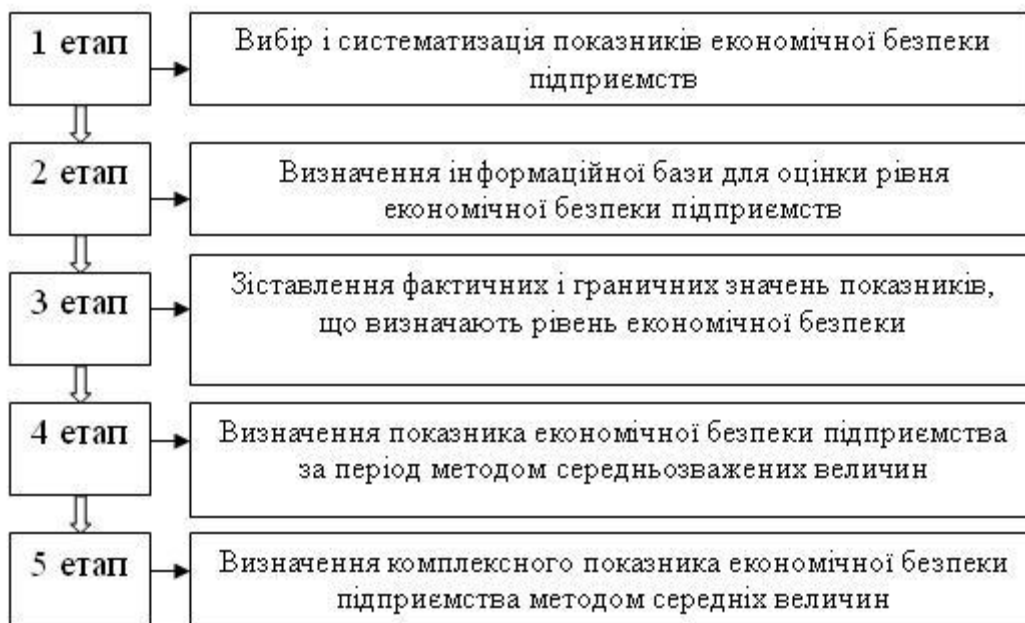 1 етап
Вибір і систематизація показників економічної безпеки
підприємств
2 етап
Визначення інформаційної бази для оцінки рівня
економічної безпеки підприємств
3 етап
Зіставлення фактичних і граничних значень показників,
що визначають рівень економічної безпеки
4 етап
Визначення показника економічної безпеки підприємства
за період методом середньозважених величин
5 етап
Визначення комплексного показника економічної безпеки
підприємства методом середніх величин